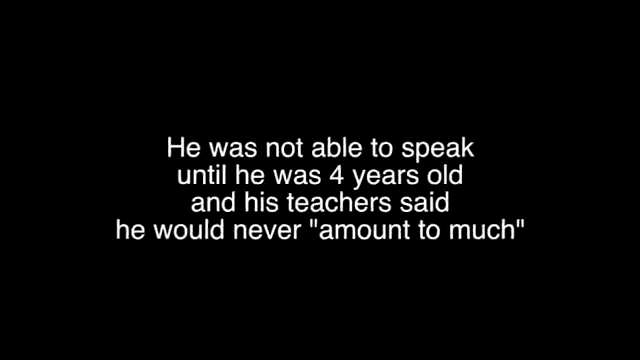 He was not able to speak
until he was 4 years old
and his teachers said
he would never "amount to much"